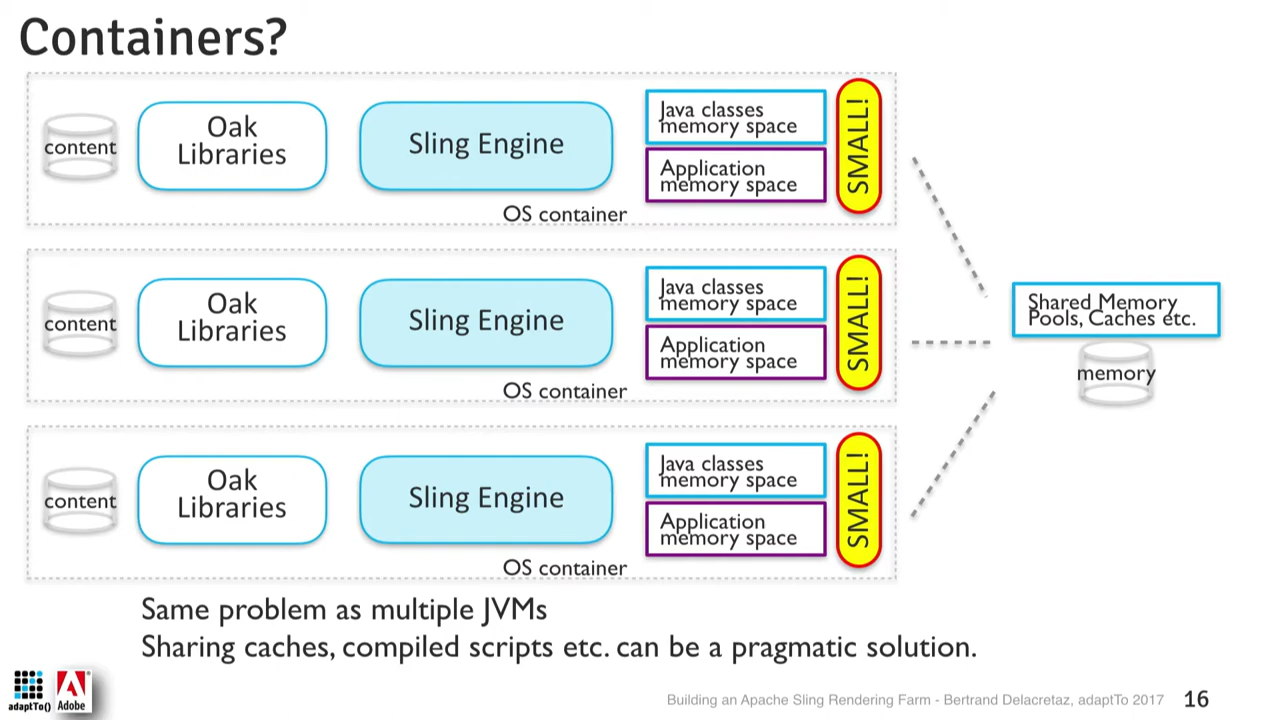 Containers?
content
Oak
Libraries
Sling Engine
Java classes
memory space
Application
memory space
SMALL!
OS container
content
Oak
Libraries
Sling Engine
Java classes
memory space
Application
memory space
SMALL!
OS container
Shared Memory
Pools, Caches etc.
memory
content
Oak
Libraries
Sling Engine
Java classes
memory space
Application
memory space
SMALL!
OS container
Same problem as multiple JVMs
Sharing caches, compiled scripts etc. can be a pragmatic solution.
adaptTo()
Adobe
Building an Apache Sling Rendering Farm - Bertrand Delacretaz, adaptTo 2017
16